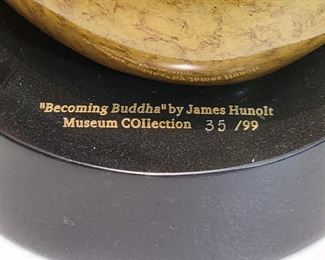 "Becoming Buddha" by James Hunolt
Museum COllection 35 /99